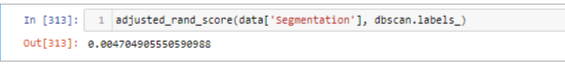 In [313]: 1 adjusted_rand_score(data['Segmentation'], dbscan.labels_)
Out[313]: 0.004704905550590988